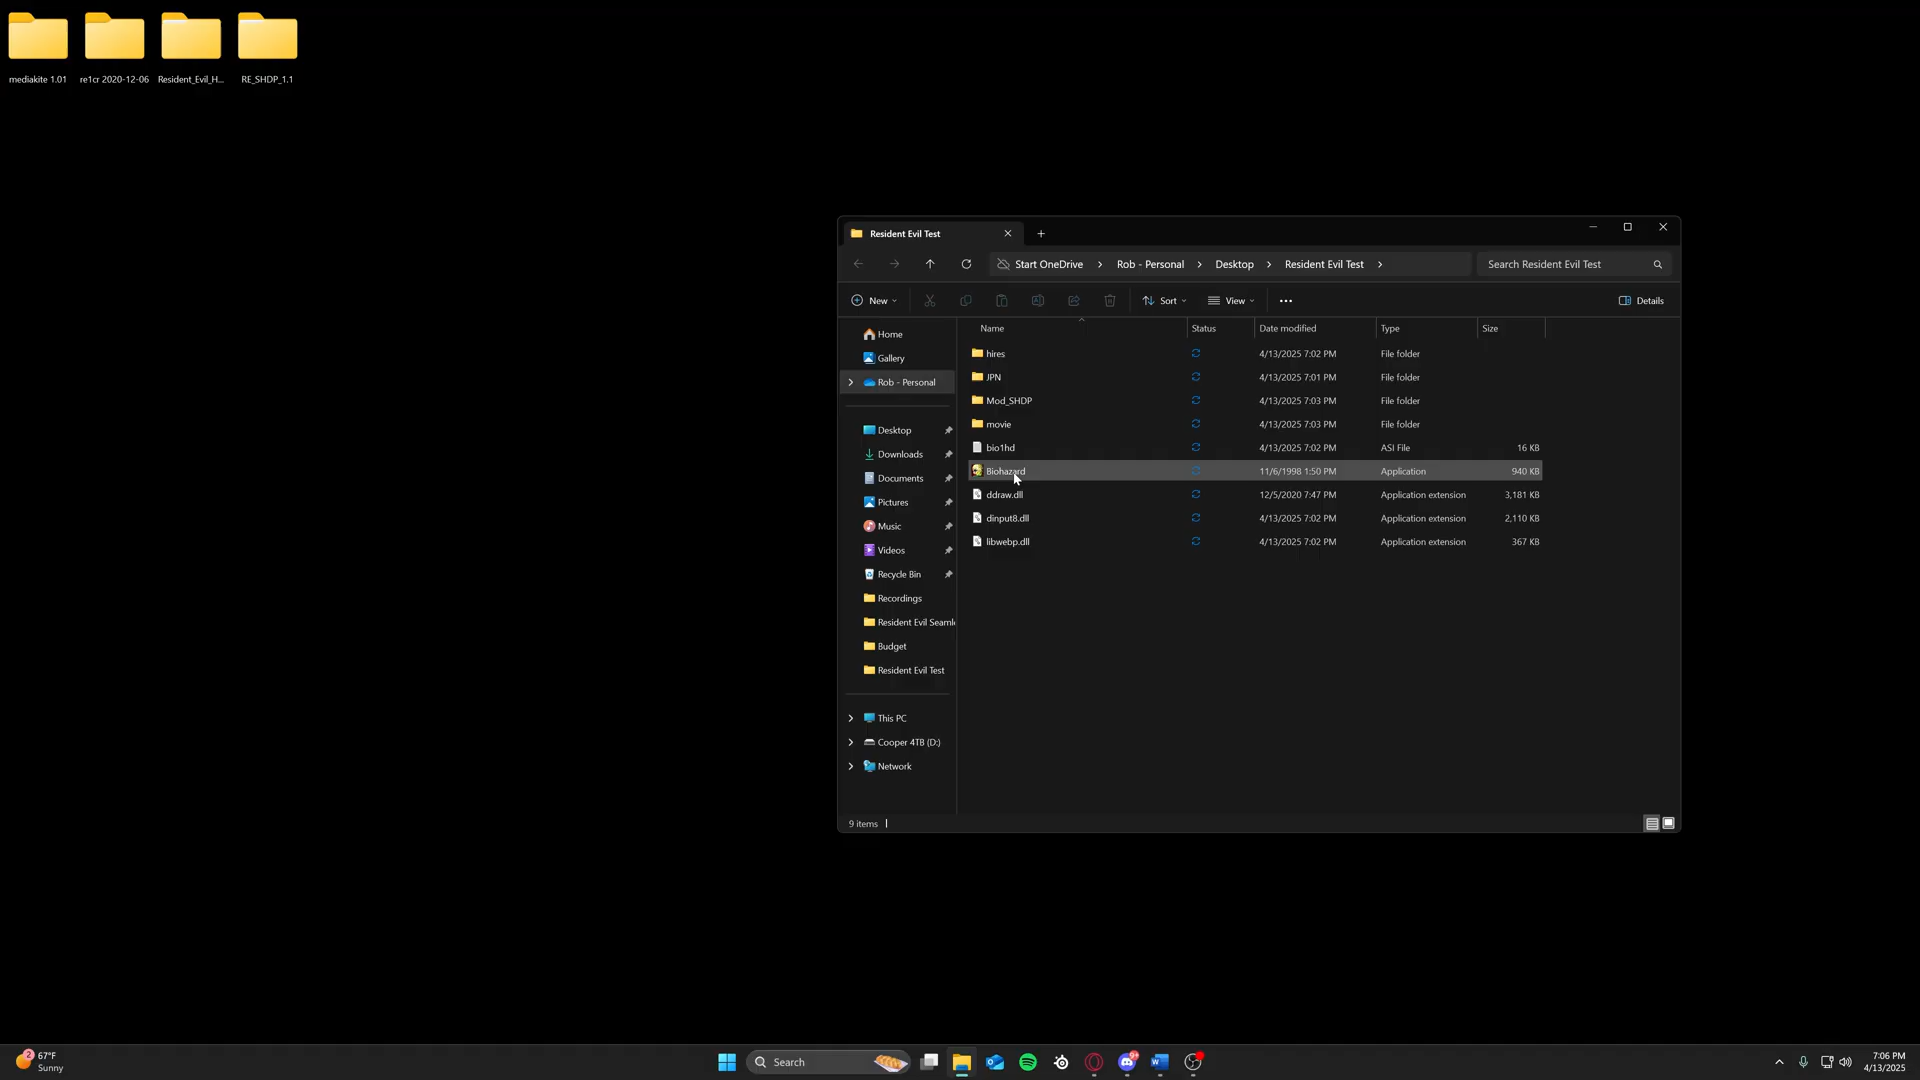 mediakite 1.01
re1cr 2020-12-06
Resident_Evil_H...
RE_SHDP_1.1
Resident Evil Test
Start OneDrive > Rob - Personal > Desktop > Resident Evil Test >
Search Resident Evil Test
New
Sort
View
Details
Home
Gallery
Rob - Personal
Desktop
Downloads
Documents
Pictures
Music
Videos
Recycle Bin
Recordings
Resident Evil Seaml
Budget
Resident Evil Test
This PC
Cooper 4TB (D:)
Network
Name Status Date modified Type Size
hires 4/13/2025 7:02 PM File folder
JPN 4/13/2025 7:01 PM File folder
Mod_SHDP 4/13/2025 7:03 PM File folder
movie 4/13/2025 7:03 PM File folder
bio1hd 4/13/2025 7:02 PM ASI File 16 KB
Biohazard 11/6/1998 1:50 PM Application 940 KB
ddraw.dll 12/5/2020 7:47 PM Application extension 3,181 KB
dinput8.dll 4/13/2025 7:02 PM Application extension 2,110 KB
libwebp.dll 4/13/2025 7:02 PM Application extension 367 KB
9 items
2
67°F
Sunny
Search
7:06 PM
4/13/2025